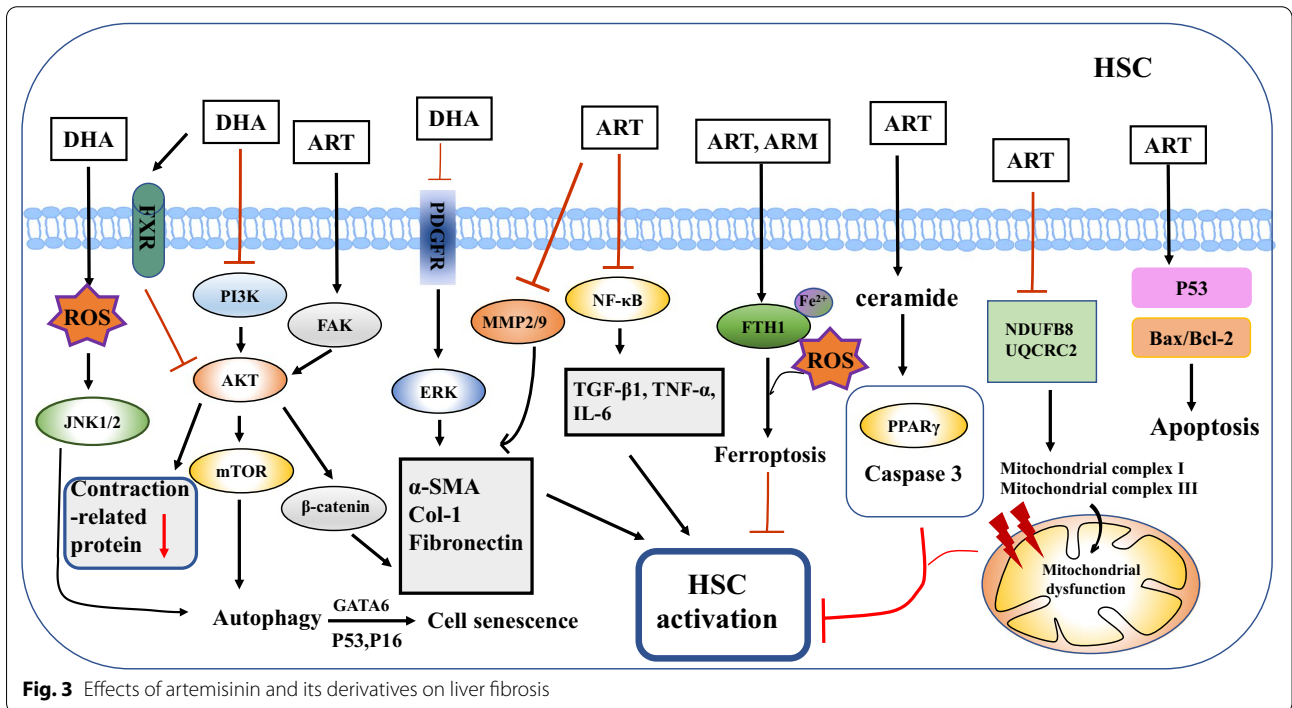 HSC
DHA
DHA
ART
DHA
ART
ART, ARM
ART
ART
ART
FXR
PDGFR
ROS
PI3K
FAK
MMP2/9
NF-κB
FTH1
Fe2+
ROS
ceramide
NDUFB8
UQCRC2
P53
Bax/Bcl-2
JNK1/2
AKT
ERK
TGF-β1, TNF-α,
IL-6
PPARγ
Caspase 3
Apoptosis
Contraction
-related
protein
mTOR
β-catenin
α-SMA
Col-1
Fibronectin
Ferroptosis
Mitochondrial complex I
Mitochondrial complex III
Mitochondrial
dysfunction
HSC
activation
Autophagy
GATA6
P53,P16
Cell senescence
Fig. 3 Effects of artemisinin and its derivatives on liver fibrosis